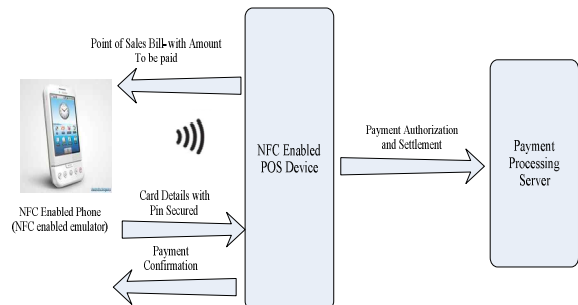 Point of Sales Bill-with Amount
To be paid
NFC Enabled
POS Device
Payment Authorization
and Settlement
Payment
Processing
Server
NFC Enabled Phone
(NFC enabled emulator)
Card Details with
Pin Secured
Payment
Confirmation